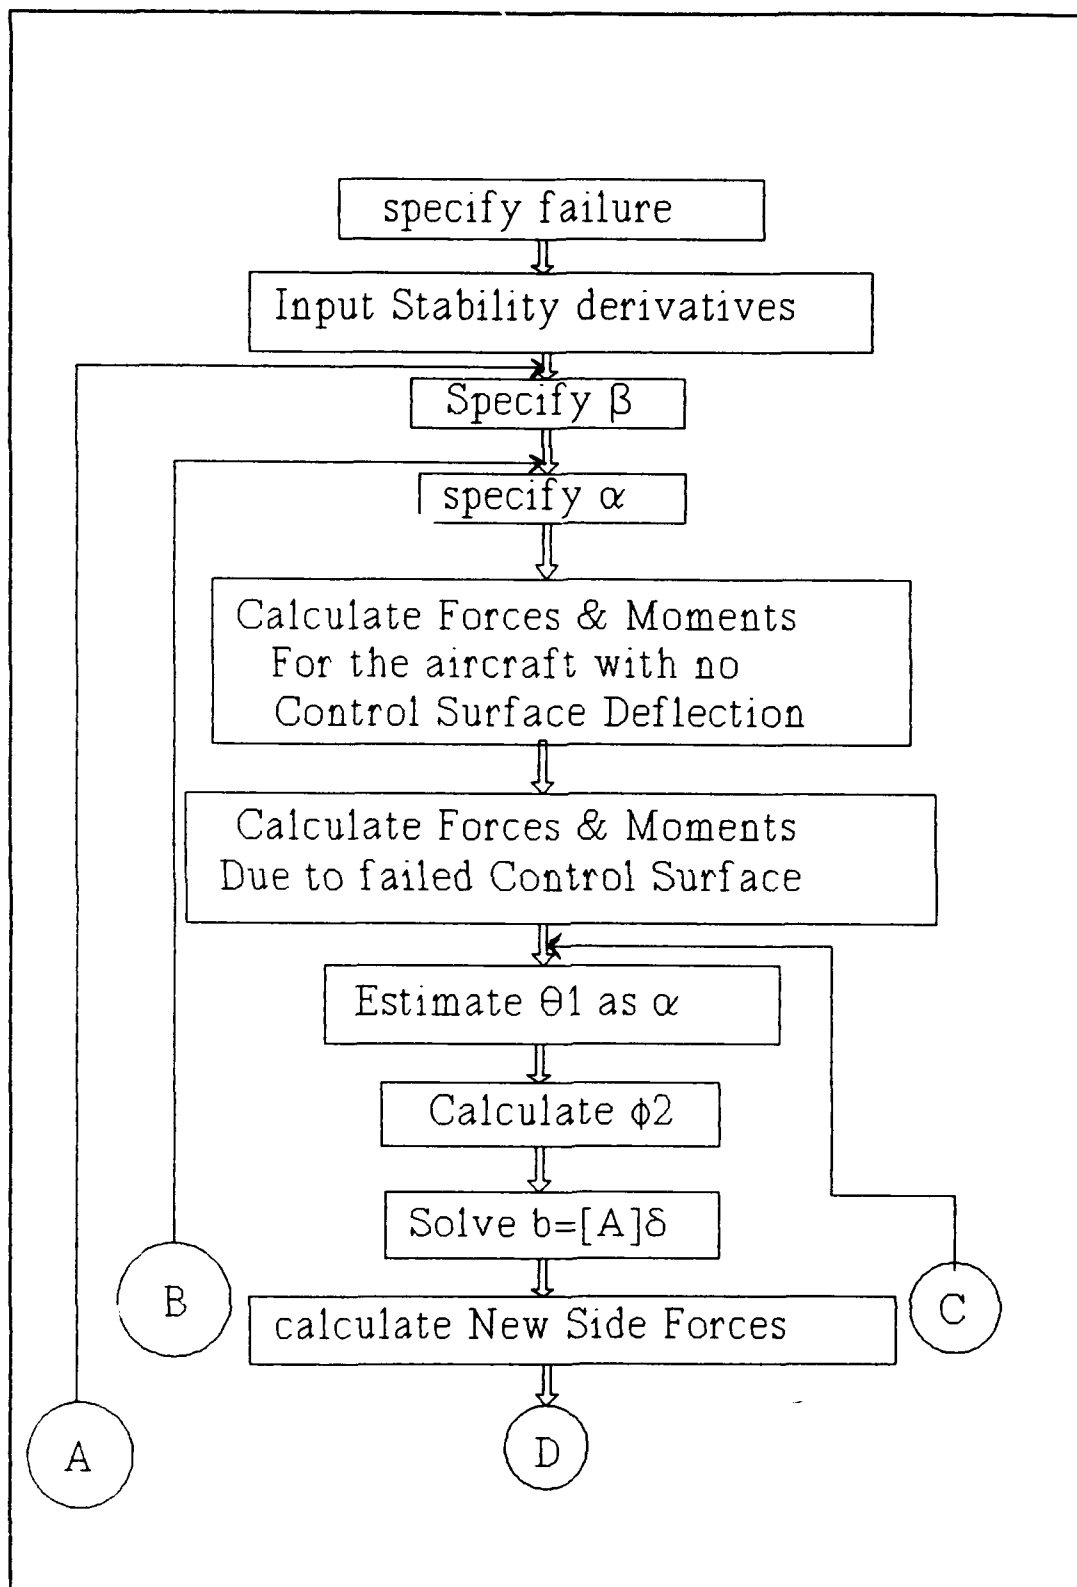 specify failure
Input Stability derivatives
Specify β
specify α
Calculate Forces & Moments
For the aircraft with no
Control Surface Deflection
Calculate Forces & Moments
Due to failed Control Surface
Estimate θ1 as α
Calculate ϕ2
Solve b=[A]δ
B
C
calculate New Side Forces
A
D